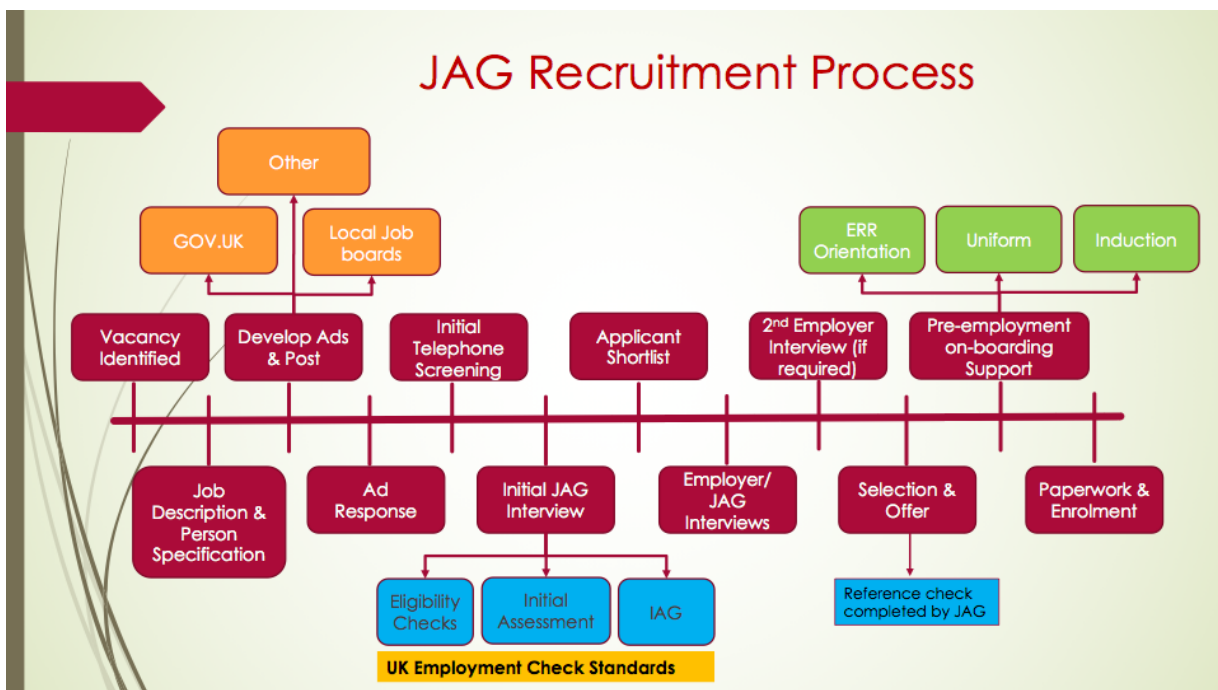 JAG Recruitment Process
Other
GOV.UK
Local Job
boards
ERR
Orientation
Uniform
Induction
Vacancy
Identified
Develop Ads
& Post
Initial
Telephone
Screening
Applicant
Shortlist
2nd Employer
Interview (if
required)
Pre-employment
on-boarding
Support
Job
Description &
Person
Specification
Ad
Response
Initial JAG
Interview
Employer/
JAG
Interviews
Selection &
Offer
Paperwork &
Enrolment
Eligibility
Checks
Initial
Assessment
IAG
Reference check
completed by JAG
UK Employment Check Standards